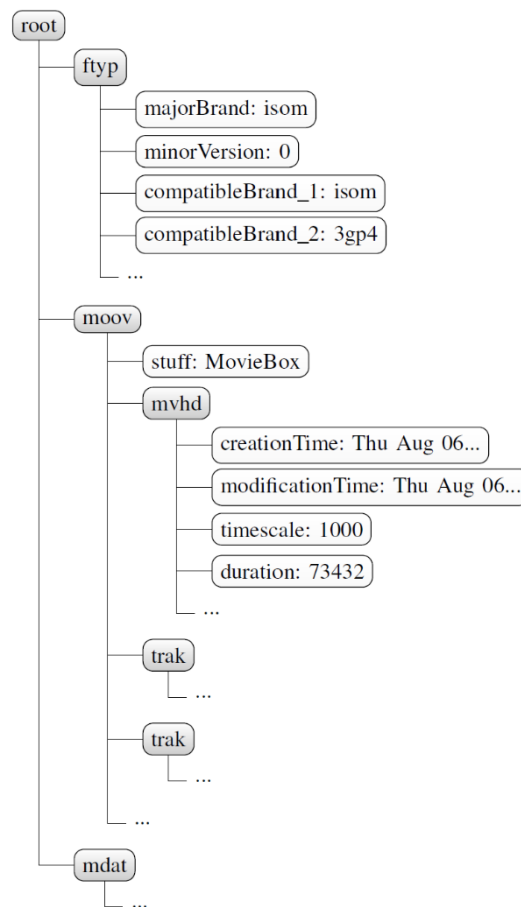 root
ftyp
majorBrand: isom
minorVersion: 0
compatibleBrand_1: isom
compatibleBrand_2: 3gp4
...
moov
stuff: MovieBox
mvhd
creationTime: Thu Aug 06...
modificationTime: Thu Aug 06...
timescale: 1000
duration: 73432
...
trak
...
trak
...
...
mdat
...